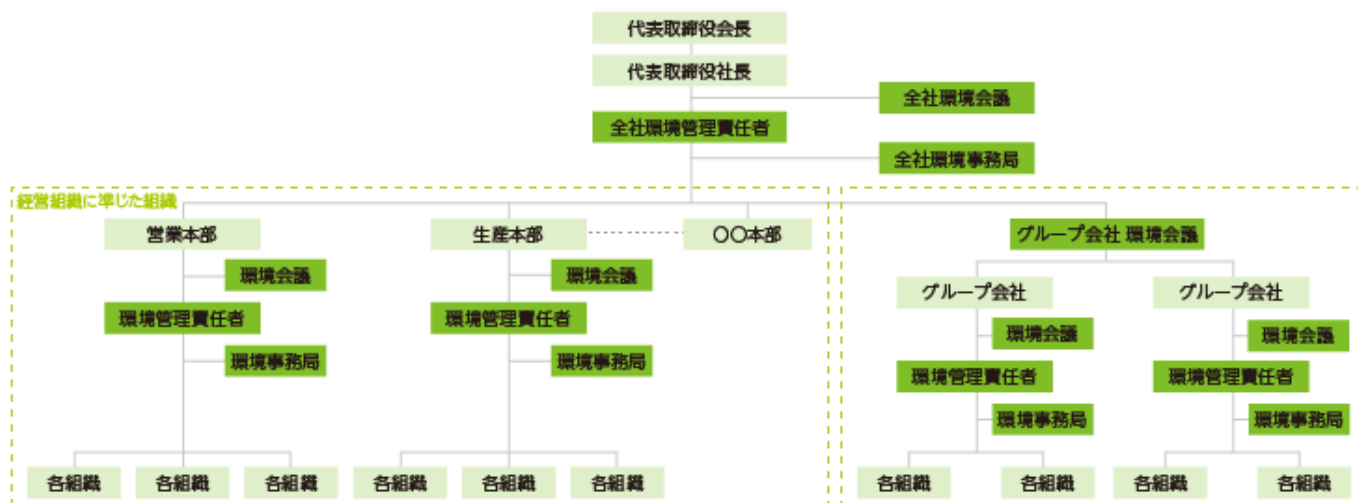 代表取締役会長
代表取締役社長
全社環境会議
全社環境管理責任者
全社環境事務局
経営組織に準じた組織
営業本部
生産本部
〇〇本部
グループ会社 環境会議
環境会議
環境会議
グループ会社
グループ会社
環境管理責任者
環境管理責任者
環境会議
環境会議
環境事務局
環境事務局
環境管理責任者
環境管理責任者
環境事務局
環境事務局
各組織
各組織
各組織
各組織
各組織
各組織
各組織
各組織
各組織
各組織